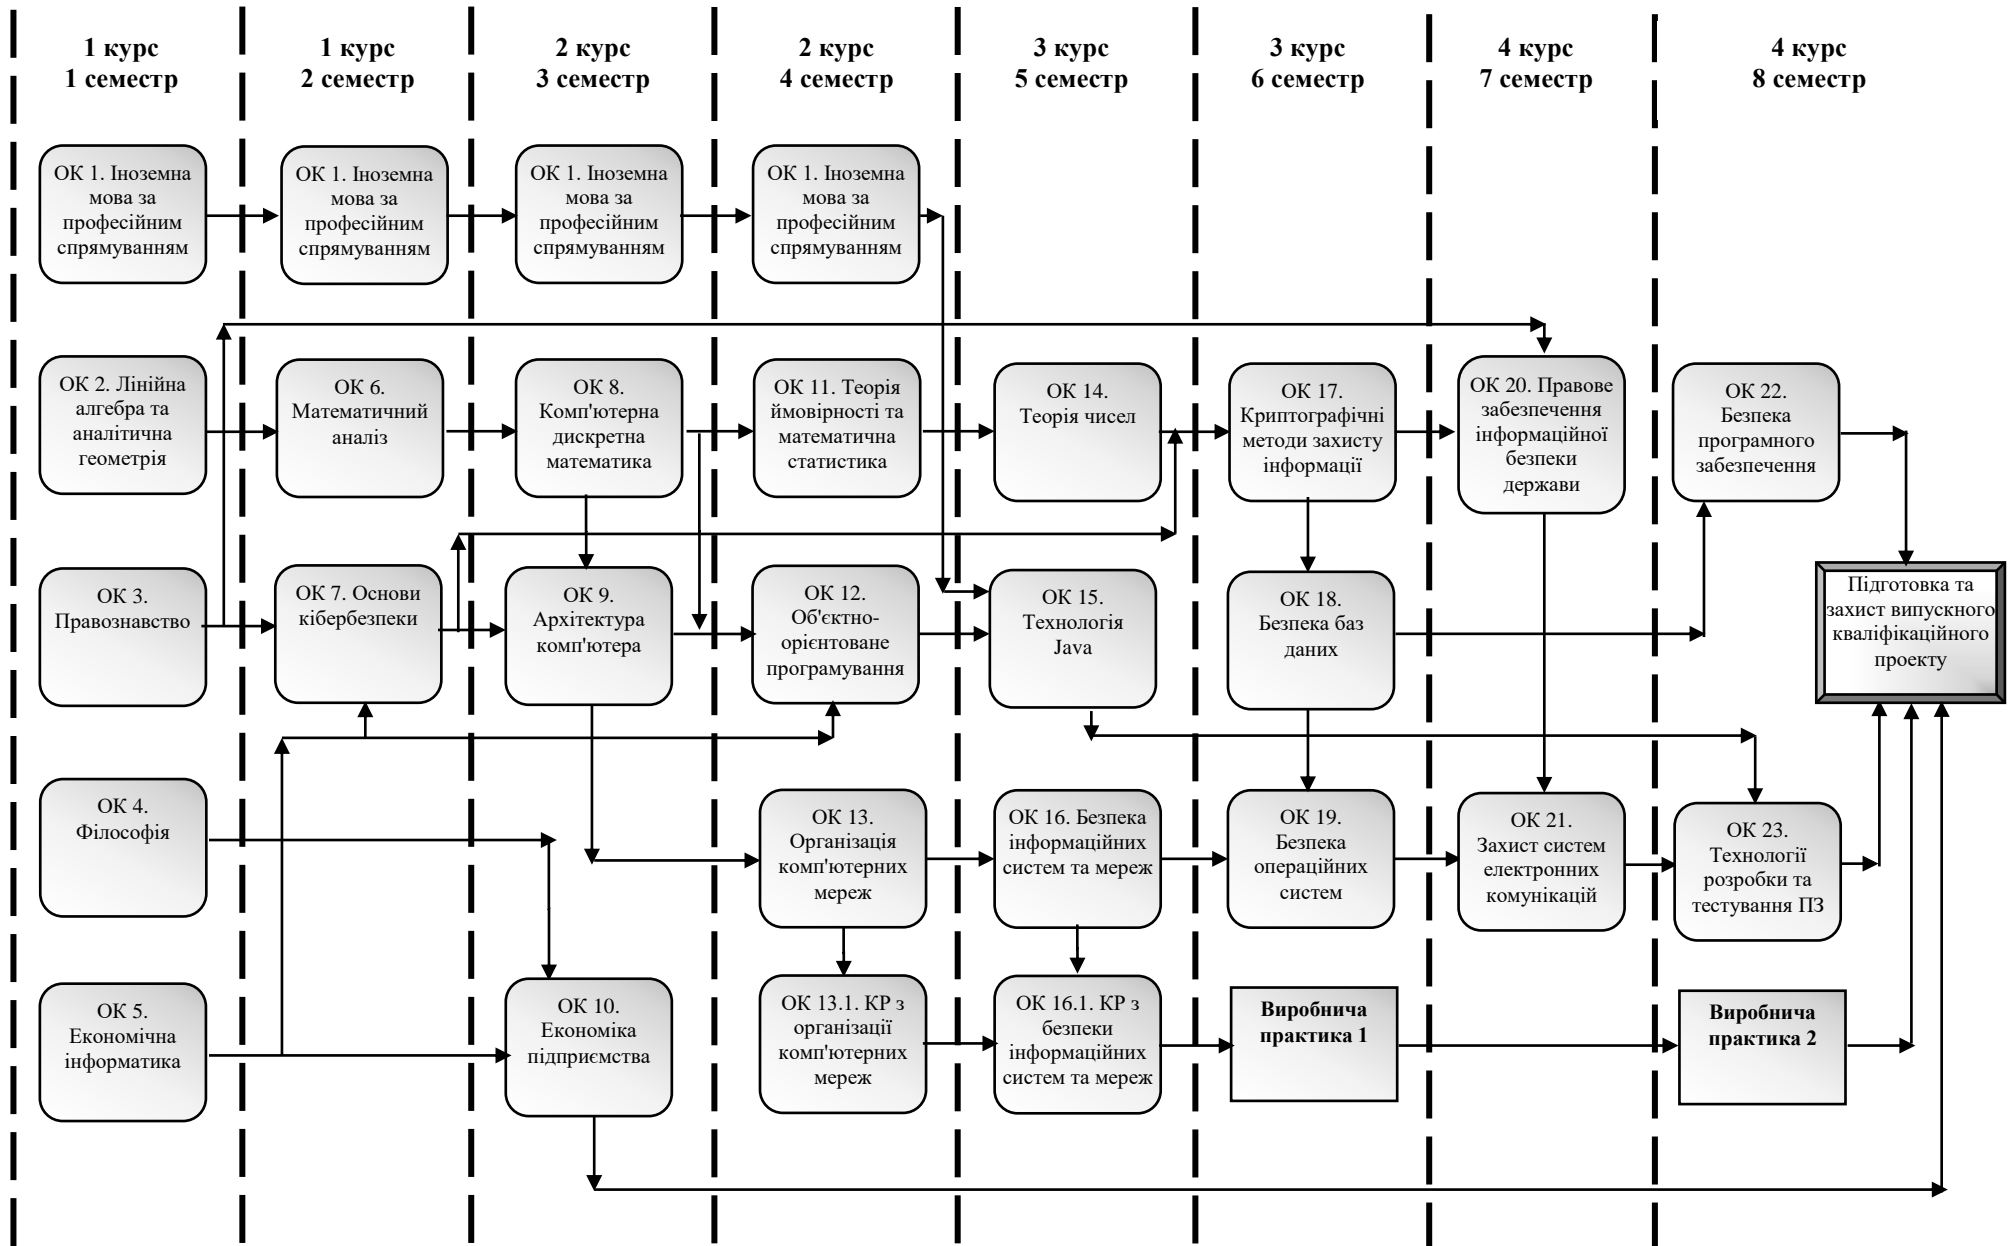 1 курс
1 семестр
1 курс
2 семестр
2 курс
3 семестр
2 курс
4 семестр
3 курс
5 семестр
3 курс
6 семестр
4 курс
7 семестр
4 курс
8 семестр
ОК 1. Іноземна
мова за
професійним
спрямуванням
ОК 1. Іноземна
мова за
професійним
спрямуванням
ОК 1. Іноземна
мова за
професійним
спрямуванням
ОК 1. Іноземна
мова за
професійним
спрямуванням
ОК 2. Лінійна
алгебра та
аналітична
геометрія
ОК 6.
Математичний
аналіз
ОК 8.
Комп'ютерна
дискретна
математика
ОК 11. Теорія
ймовірності та
математична
статистика
ОК 14.
Теорія чисел
ОК 17.
Криптографічні
методи захисту
інформації
ОК 20. Правове
забезпечення
інформаційної
безпеки
держави
ОК 22.
Безпека
програмного
забезпечення
ОК 3.
Правознавство
ОК 7. Основи
кібербезпеки
ОК 9.
Архітектура
комп'ютера
ОК 12.
Об'єктно-
орієнтоване
програмування
ОК 15.
Технологія
Java
ОК 18.
Безпека баз
даних
Підготовка та
захист випускного
кваліфікаційного
проекту
ОК 4.
Філософія
ОК 13.
Організація
комп'ютерних
мереж
ОК 16. Безпека
інформаційних
систем та мереж
ОК 19.
Безпека
операційних
систем
ОК 21.
Захист систем
електронних
комунікацій
ОК 23.
Технології
розробки та
тестування ПЗ
ОК 5.
Економічна
інформатика
ОК 10.
Економіка
підприємства
ОК 13.1. КР з
організації
комп'ютерних
мереж
ОК 16.1. КР з
безпеки
інформаційних
систем та мереж
Виробнича
практика 1
Виробнича
практика 2